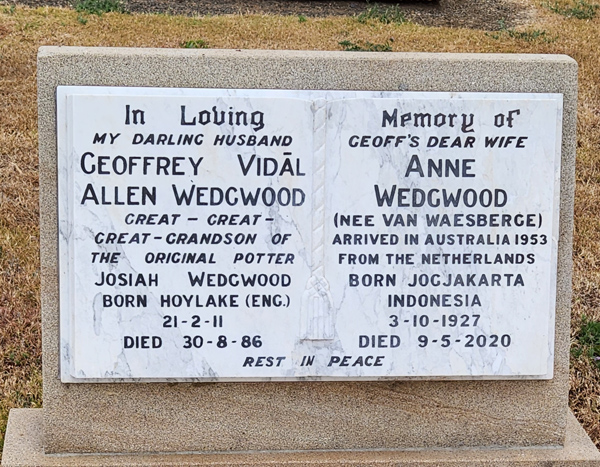 In Loving
MY DARLING HUSBAND
GEOFFREY VIDĀL
ALLEN WEDGWOOD
GREAT - GREAT -
GREAT-GRANDSON OF
THE ORIGINAL POTTER
JOSIAH WEDGWOOD
BORN HOYLAKE (ENG.)
21-2-11
DIED 30-8-86
Memory of
GEOFF'S DEAR WIFE
ANNE
WEDGWOOD
(NEE VAN WAESBERGE)
ARRIVED IN AUSTRALIA 1953
FROM THE NETHERLANDS
BORN JOGJAKARTA
INDONESIA
3-10-1927
DIED 9-5-2020
REST IN PEACE